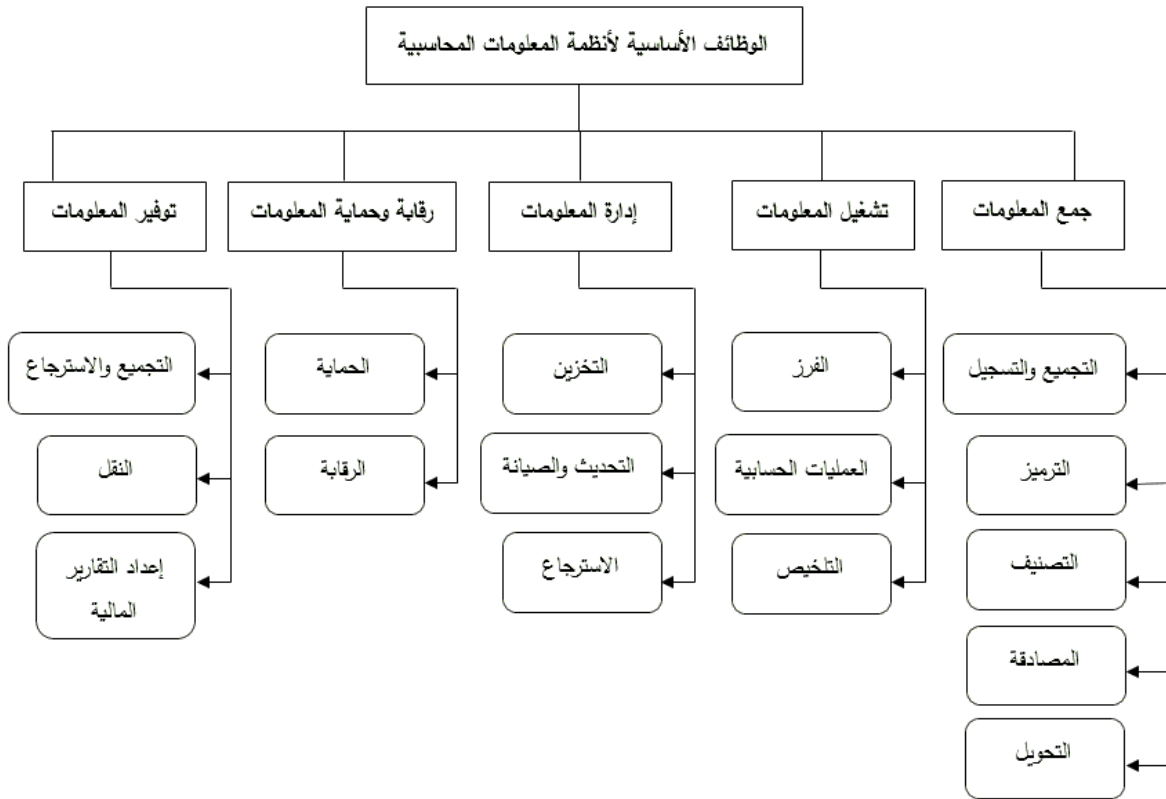 الوظائف الأساسية لأنظمة المعلومات المحاسبية
جمع المعلومات
تشغيل المعلومات
إدارة المعلومات
رقابة وحماية المعلومات
توفير المعلومات
التجميع والتسجيل
الترميز
التصنيف
المصادقة
التحويل
الفرز
العمليات الحسابية
التلخيص
التخزين
التحديث والصيانة
الاسترجاع
الحماية
الرقابة
التجميع والاسترجاع
النقل
إعداد التقارير
المالية